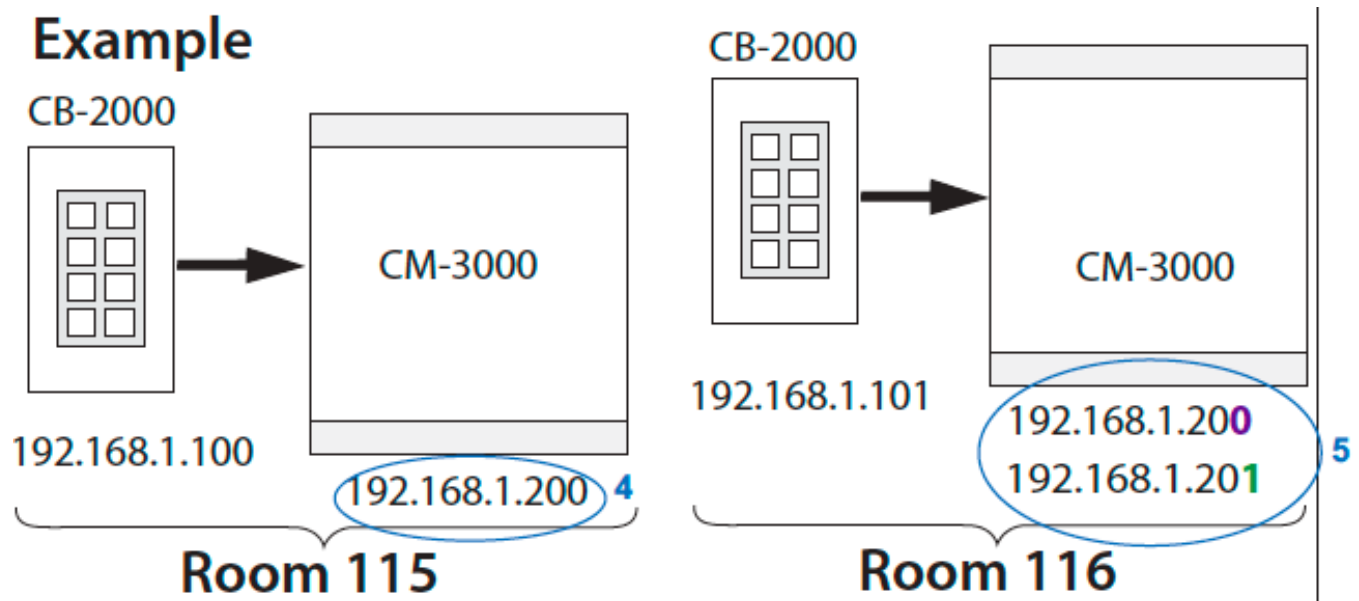 Example
CB-2000
CM-3000
192.168.1.100
192.168.1.200 4
Room 115
CB-2000
CM-3000
192.168.1.101
192.168.1.200
192.168.1.201
5
Room 116